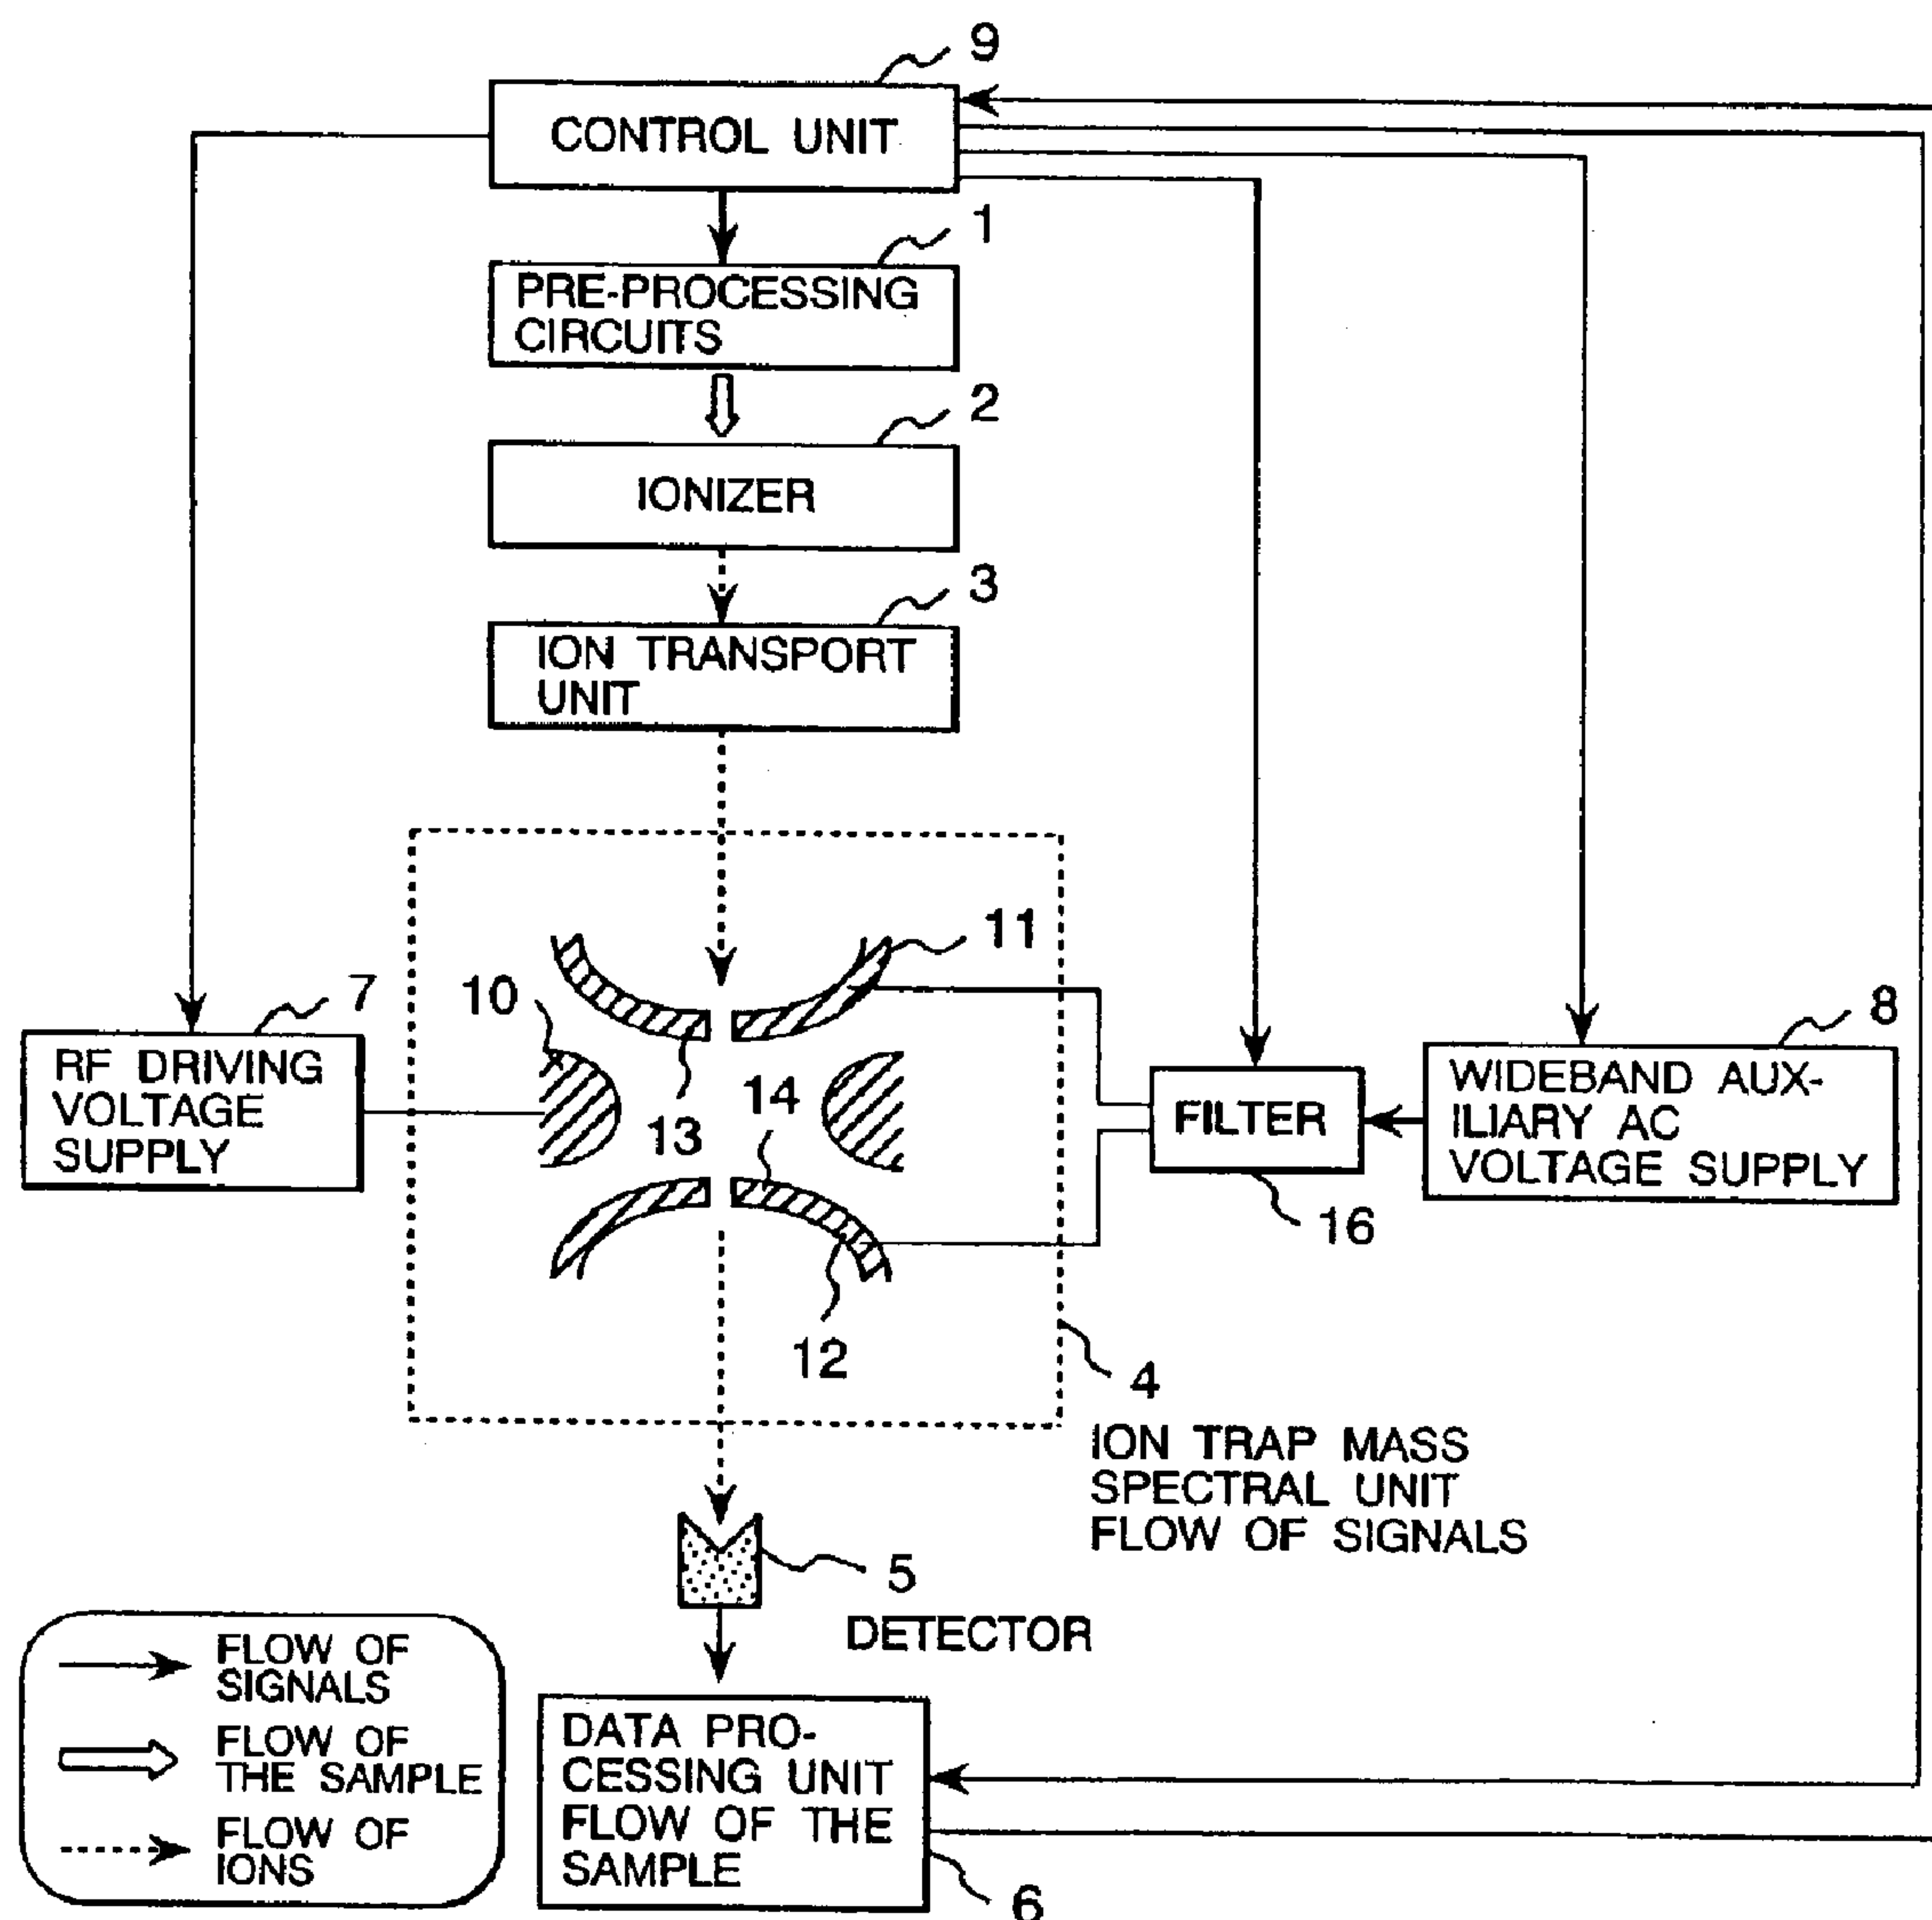 9
CONTROL UNIT
1
PRE-PROCESSING
CIRCUITS
2
IONIZER
3
ION TRANSPORT
UNIT
11
10
7
RF DRIVING
VOLTAGE
SUPPLY
13
14
8
WIDEBAND AUX-
ILIARY AC
VOLTAGE SUPPLY
FILTER
16
12
4
ION TRAP MASS
SPECTRAL UNIT
FLOW OF SIGNALS
5
DETECTOR
FLOW OF
SIGNALS
FLOW OF
THE SAMPLE
FLOW OF
IONS
DATA PRO-
CESSING UNIT
FLOW OF THE
SAMPLE
6